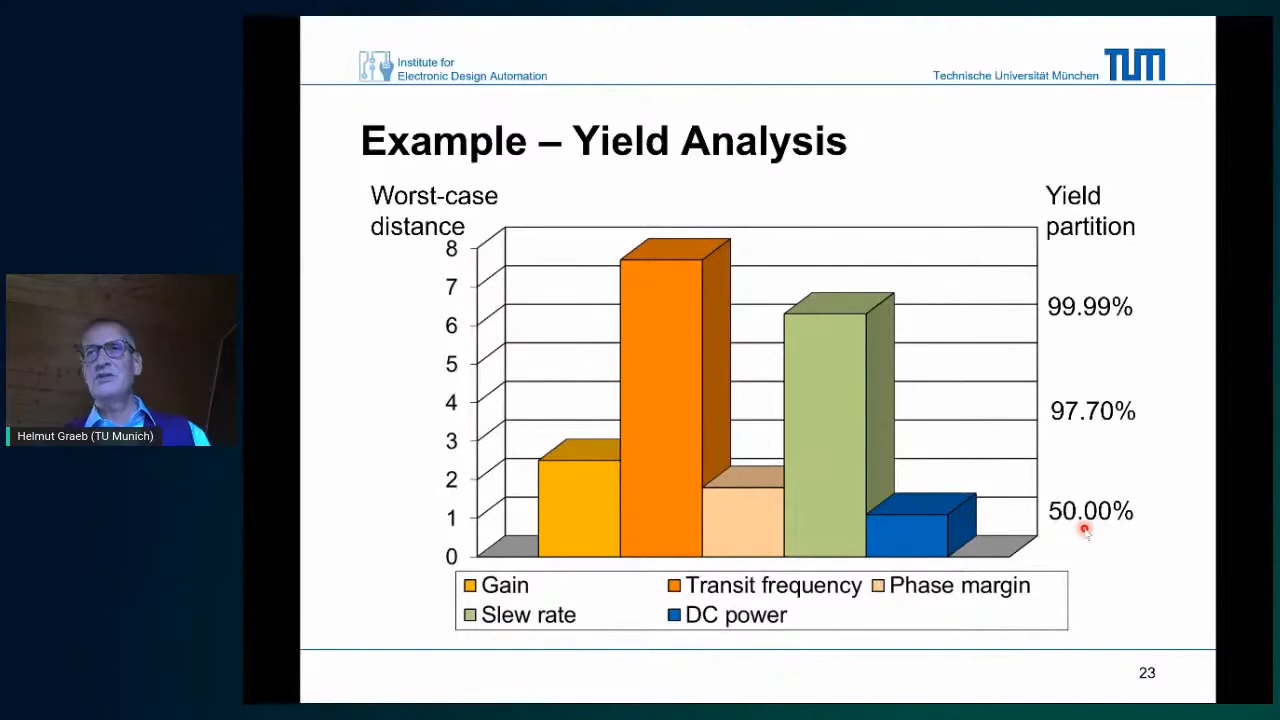 Institute for
Electronic Design Automation
Technische Universität München
TUM
Example – Yield Analysis
Worst-case
distance
Yield
partition
8
7
6
5
4
3
2
1
0
99.99%
97.70%
50.00%
Gain
Transit frequency
Phase margin
Slew rate
DC power
23
Helmut Graeb (TU Munich)